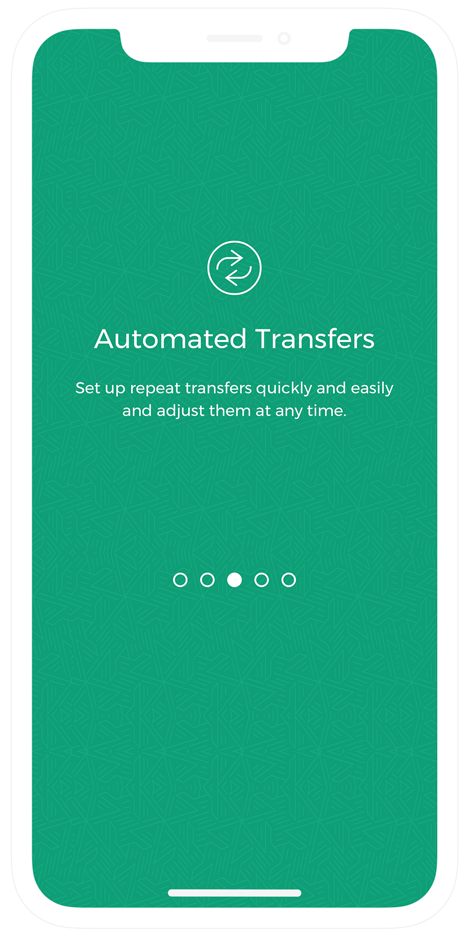 Automated Transfers
Set up repeat transfers quickly and easily
and adjust them at any time.